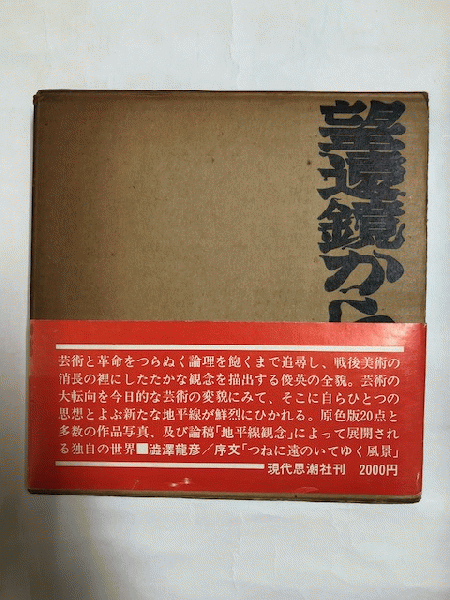 望遠鏡から
芸術と革命をつらぬく論理を飽くまで追尋し、戦後美術の
消長の裡にしたたかな観念を描出する俊英の全貌。芸術の
大転向を今日的な芸術の変貌にみて、そこに自らひとつの
思想とよぶ新たな地平線が鮮烈にひかれる。原色版20点と
多数の作品写真、及び論稿「地平線観念」によって展開され
る独自の世界■澁澤龍彦/序文「つねに遠のいてゆく風景」
現代思潮社刊 2000円